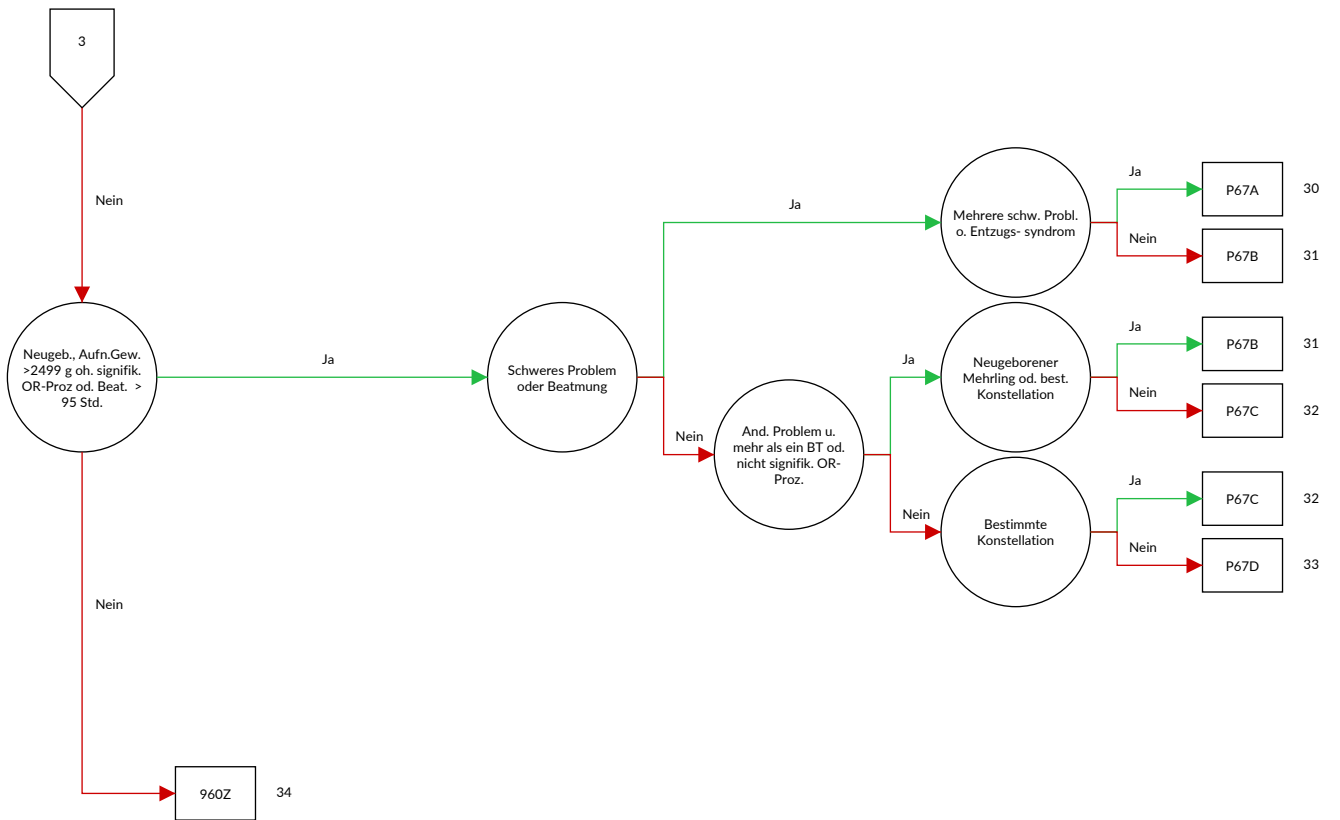 3
Nein
Neugeb., Aufn.Gew.
>2499 g oh. signifik.
OR-Proz od. Beat. >
95 Std.
Ja
Schweres Problem
oder Beatmung
Ja
Mehrere schw. Probl.
o. Entzugs- syndrom
Ja
P67A
30
Nein
P67B
31
Nein
And. Problem u.
mehr als ein BT od.
nicht signifik. OR-
Proz.
Ja
Neugeborener
Mehrling od. best.
Konstellation
Ja
P67B
31
Nein
P67C
32
Nein
Bestimmte
Konstellation
Ja
P67C
32
Nein
P67D
33
Nein
960Z
34